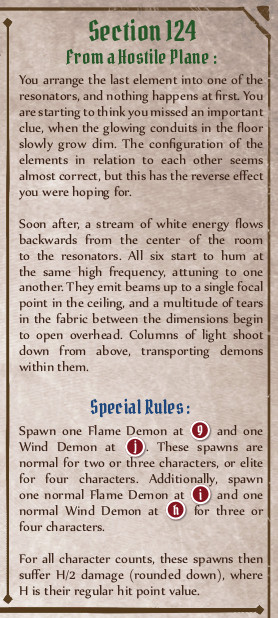 Section 124
From a Hostile Plane :
You arrange the last element into one of the
resonators, and nothing happens at first. You
are starting to think you missed an important
clue, when the glowing conduits in the floor
slowly grow dim. The configuration of the
elements in relation to each other seems
almost correct, but this has the reverse effect
you were hoping for.
Soon after, a stream of white energy flows
backwards from the center of the room
to the resonators. All six start to hum at
the same high frequency, attuning to one
another. They emit beams up to a single focal
point in the ceiling, and a multitude of tears
in the fabric between the dimensions begin
to open overhead. Columns of light shoot
down from above, transporting demons
within them.
Special Rules :
Spawn one Flame Demon at g and one
Wind Demon at j. These spawns are
normal for two or three characters, or elite
for four characters. Additionally, spawn
one normal Flame Demon at i and one
normal Wind Demon at h for three or
four characters.
For all character counts, these spawns then
suffer H/2 damage (rounded down), where
H is their regular hit point value.